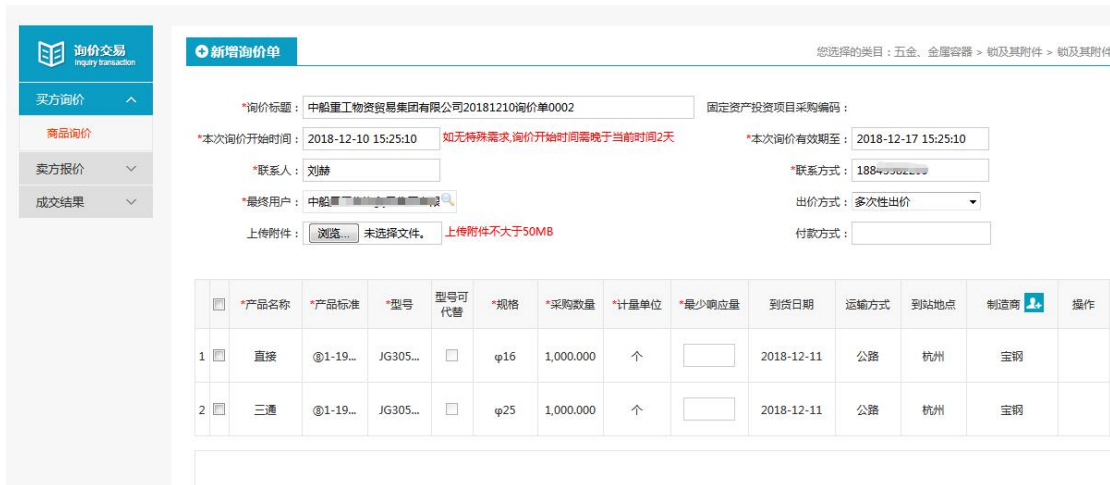 询价交易
Inquiry transaction
新增询价单
您选择的类目：五金、金属容器 > 锁及其附件 > 锁及其附件
买方询价
商品询价
卖方报价
成交结果
*询价标题： 中船重工物资贸易集团有限公司20181210询价单0002 固定资产投资项目采购编码：
*本次询价开始时间： 2018-12-10 15:25:10 如无特殊需求,询价开始时间需晚于当前时间2天 *本次询价有效期至： 2018-12-17 15:25:10
*联系人： 刘赫 *联系方式： 188
*最终用户： 中船 出价方式： 多次性出价
上传附件： 浏览... 未选择文件。 上传附件不大于50MB 付款方式：
*产品名称 *产品标准 *型号 型号可代替 *规格 *采购数量 *计量单位 *最少响应量 到货日期 运输方式 到站地点 制造商 操作
1 直接 ⑧1-19... JG305... φ16 1,000.000 个 2018-12-11 公路 杭州 宝钢
2 三通 ⑧1-19... JG305... φ25 1,000.000 个 2018-12-11 公路 杭州 宝钢